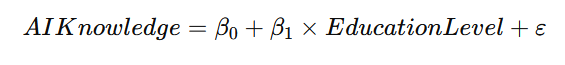 AIKnowledge = β₀ + β₁ × EducationLevel + ε